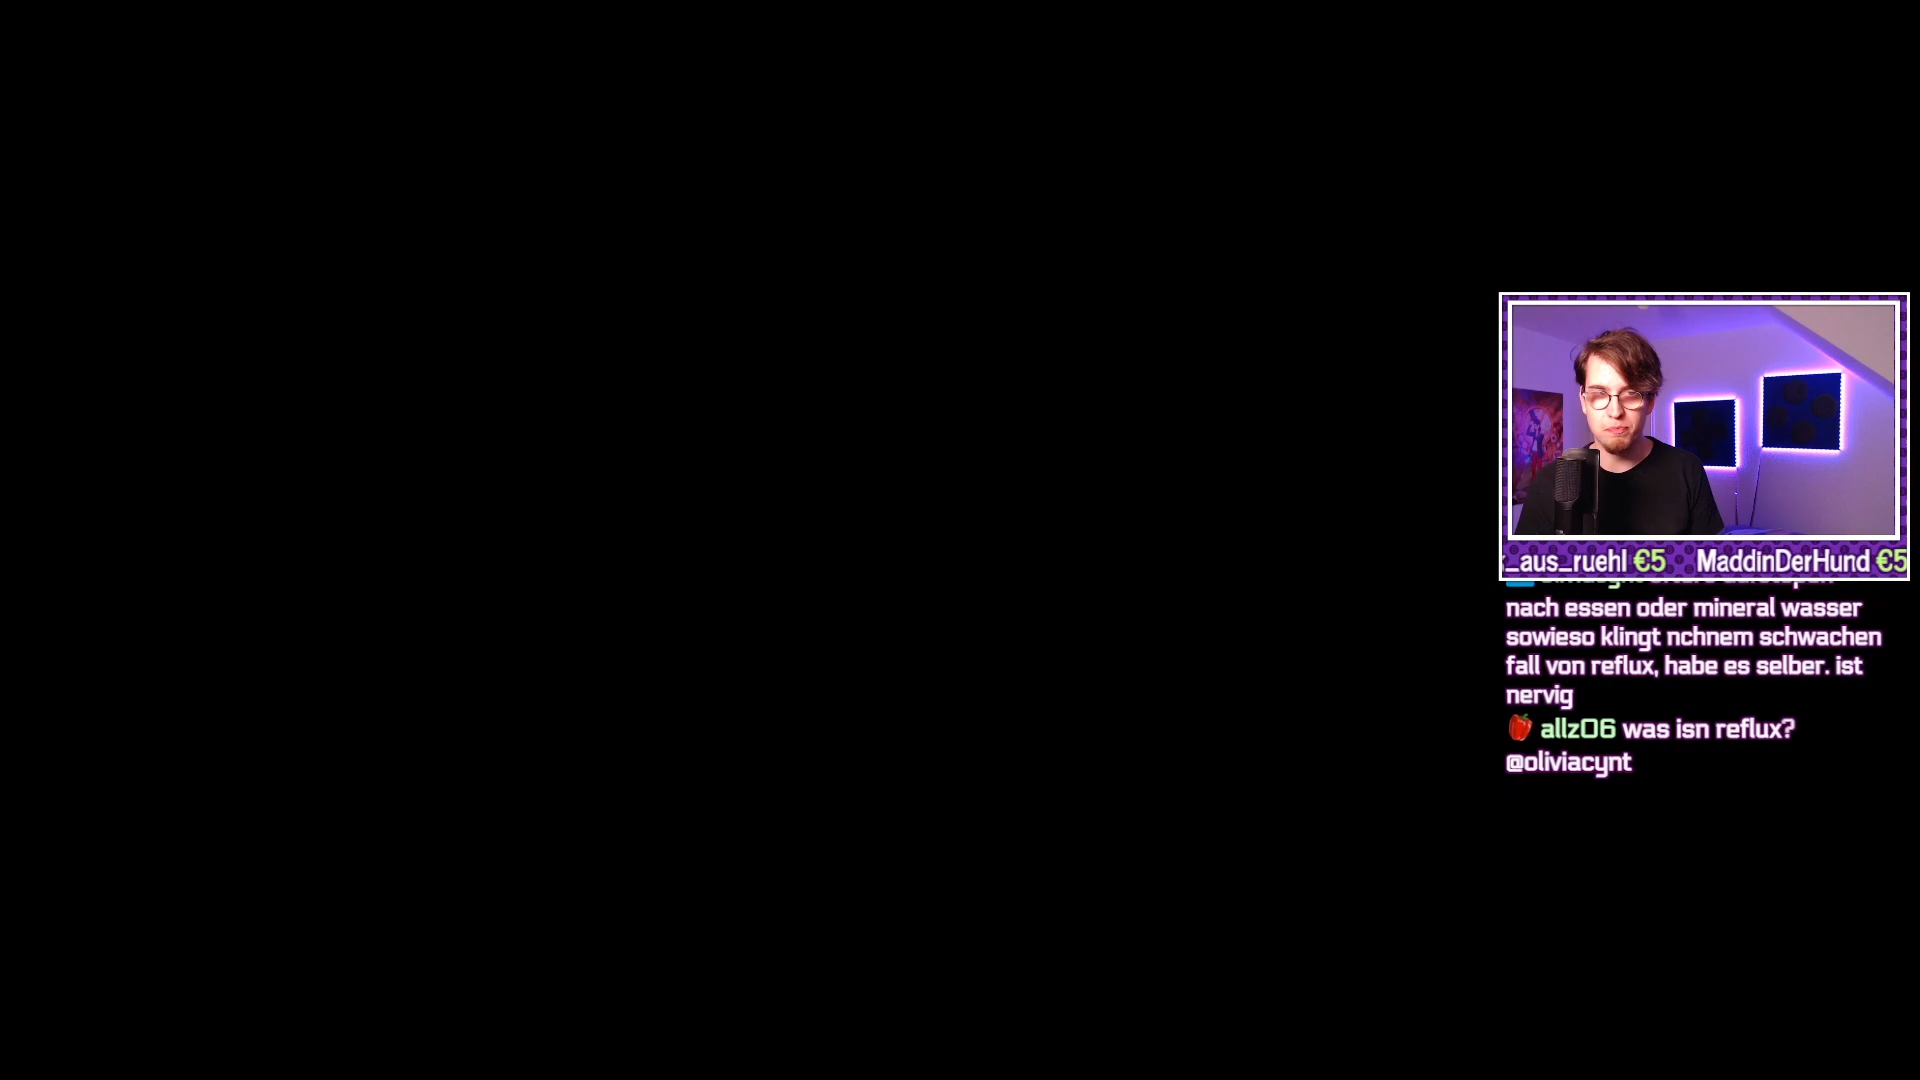 _aus_ruehl €5 MaddinDerHund €5
nach essen oder mineral wasser
sowieso klingt nchnem schwachen
fall von reflux, habe es selber. ist
nervig
allz06 was isn reflux?
@oliviacynt